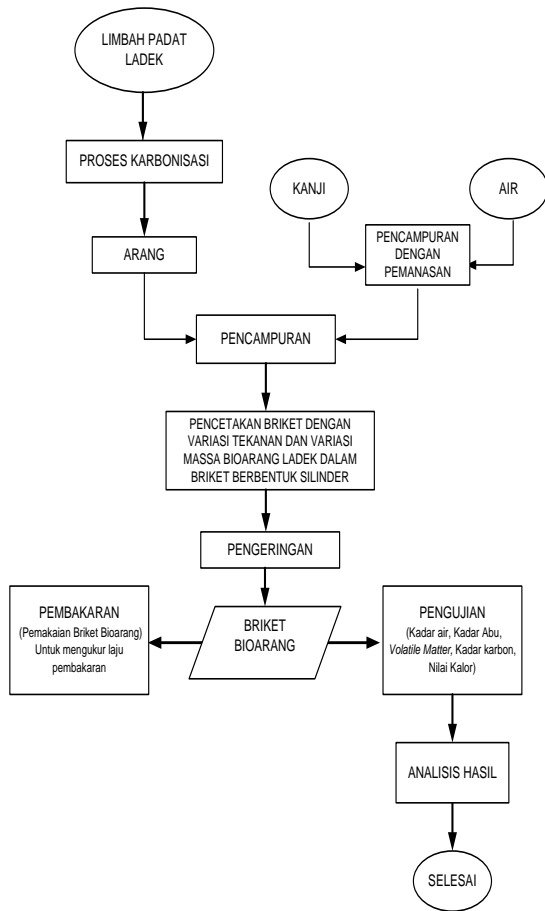 LIMBAH PADAT
LADEK
PROSES KARBONISASI
KANJI
AIR
ARANG
PENCAMPURAN
DENGAN
PEMANASAN
PENCAMPURAN
PENCETAKAN BRIKET DENGAN
VARIASI TEKANAN DAN VARIASI
MASSA BIOARANG LADEK DALAM
BRIKET BERBENTUK SILINDER
PENGERINGAN
PEMBAKARAN
(Pemakaian Briket Bioarang)
Untuk mengukur laju
pembakaran
BRIKET
BIOARANG
PENGUJIAN
(Kadar air, Kadar Abu,
Volatile Matter, Kadar karbon,
Nilai Kalor)
ANALISIS HASIL
SELESAI